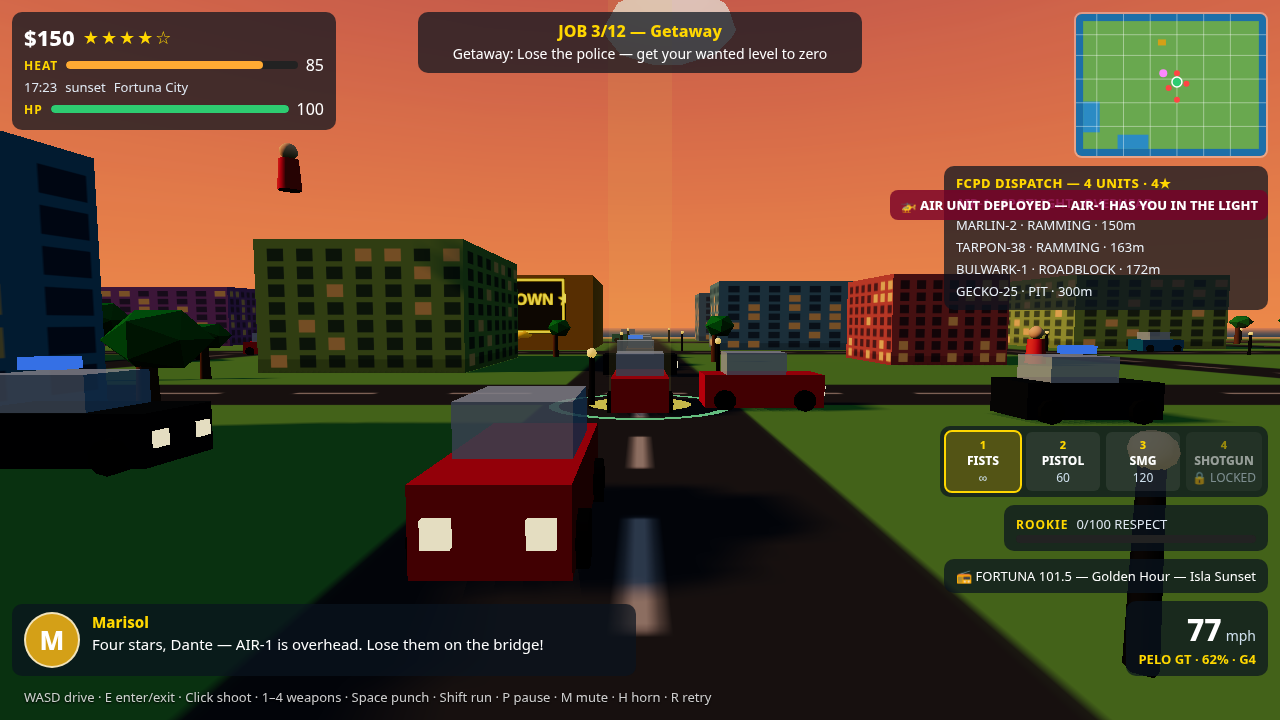 $150 ★★★★☆
HEAT 85
17:23 sunset Fortuna City
HP 100
JOB 3/12 — Getaway
Getaway: Lose the police — get your wanted level to zero
FCPD DISPATCH — 4 UNITS · 4★
🚁 AIR UNIT DEPLOYED — AIR-1 HAS YOU IN THE LIGHT
MARLIN-2 · RAMMING · 150m
TARPON-38 · RAMMING · 163m
BULWARK-1 · ROADBLOCK · 172m
GECKO-25 · PIT · 300m
OWN
1 FISTS ∞
2 PISTOL 60
3 SMG 120
4 SHOTGUN 🔒 LOCKED
ROOKIE 0/100 RESPECT
📻 FORTUNA 101.5 — Golden Hour — Isla Sunset
77 mph
PELO GT · 62% · G4
M
Marisol
Four stars, Dante — AIR-1 is overhead. Lose them on the bridge!
WASD drive · E enter/exit · Click shoot · 1–4 weapons · Space punch · Shift run · P pause · M mute · H horn · R retry